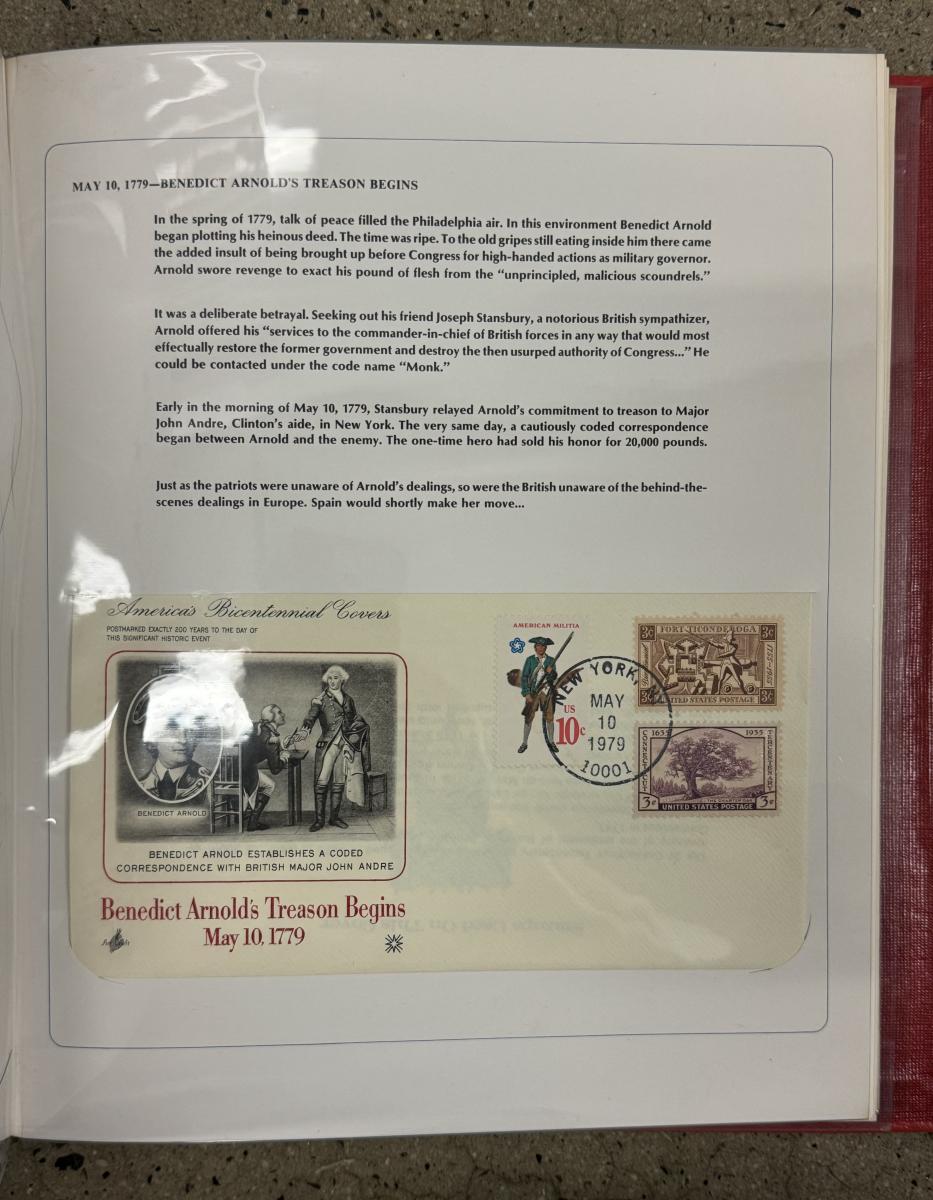 MAY 10, 1779—BENEDICT ARNOLD'S TREASON BEGINS
In the spring of 1779, talk of peace filled the Philadelphia air. In this environment Benedict Arnold
began plotting his heinous deed. The time was ripe. To the old gripes still eating inside him there came
the added insult of being brought up before Congress for high-handed actions as military governor.
Arnold swore revenge to exact his pound of flesh from the "unprincipled, malicious scoundrels."
It was a deliberate betrayal. Seeking out his friend Joseph Stansbury, a notorious British sympathizer,
Arnold offered his "services to the commander-in-chief of British forces in any way that would most
effectually restore the former government and destroy the then usurped authority of Congress..." He
could be contacted under the code name "Monk."
Early in the morning of May 10, 1779, Stansbury relayed Arnold's commitment to treason to Major
John Andre, Clinton's aide, in New York. The very same day, a cautiously coded correspondence
began between Arnold and the enemy. The one-time hero had sold his honor for 20,000 pounds.
Just as the patriots were unaware of Arnold's dealings, so were the British unaware of the behind-the-
scenes dealings in Europe. Spain would shortly make her move...
America's Bicentennial Covers
POSTMARKED EXACTLY 200 YEARS TO THE DAY OF
THIS SIGNIFICANT HISTORIC EVENT
BENEDICT ARNOLD
BENEDICT ARNOLD ESTABLISHES A CODED
CORRESPONDENCE WITH BRITISH MAJOR JOHN ANDRE
Benedict Arnold's Treason Begins
May 10, 1779
AMERICAN MILITIA
US
10c
NEW YORK,
MAY
10
1979
10001
3¢ FORT TICONDEROGA 3¢
1755-1955
3¢ UNITED STATES POSTAGE 3¢
1635 1935
CONNECTICUT
THE CHARTER OAK
3¢ UNITED STATES POSTAGE 3¢